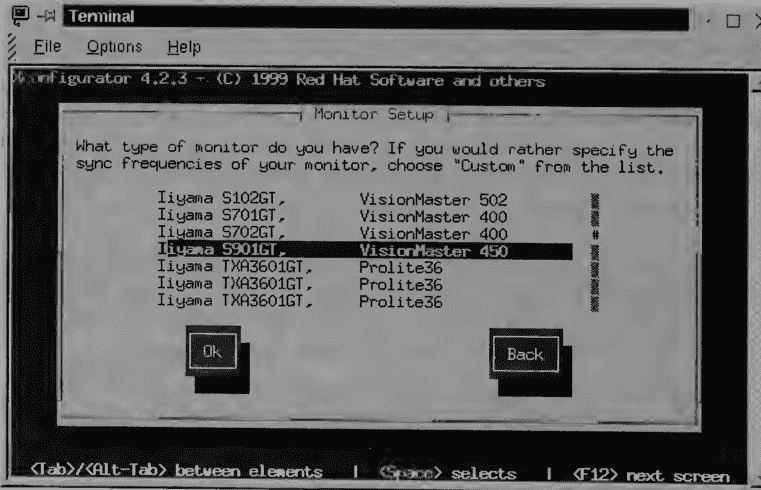 Terminal
File Options Help
Xconfigurator 4.2.3 - (C) 1999 Red Hat Software and others
Monitor Setup
What type of monitor do you have? If you would rather specify the
sync frequencies of your monitor, choose "Custom" from the list.
Iiyama S102GT, VisionMaster 502
Iiyama S701GT, VisionMaster 400
Iiyama S702GT, VisionMaster 400
Iiyama S901GT, VisionMaster 450
Iiyama TXA3601GT, Prolite36
Iiyama TXA3601GT, Prolite36
Iiyama TXA3601GT, Prolite36
Ok Back
<Tab>/<Alt-Tab> between elements | <Space> selects | <F12> next screen